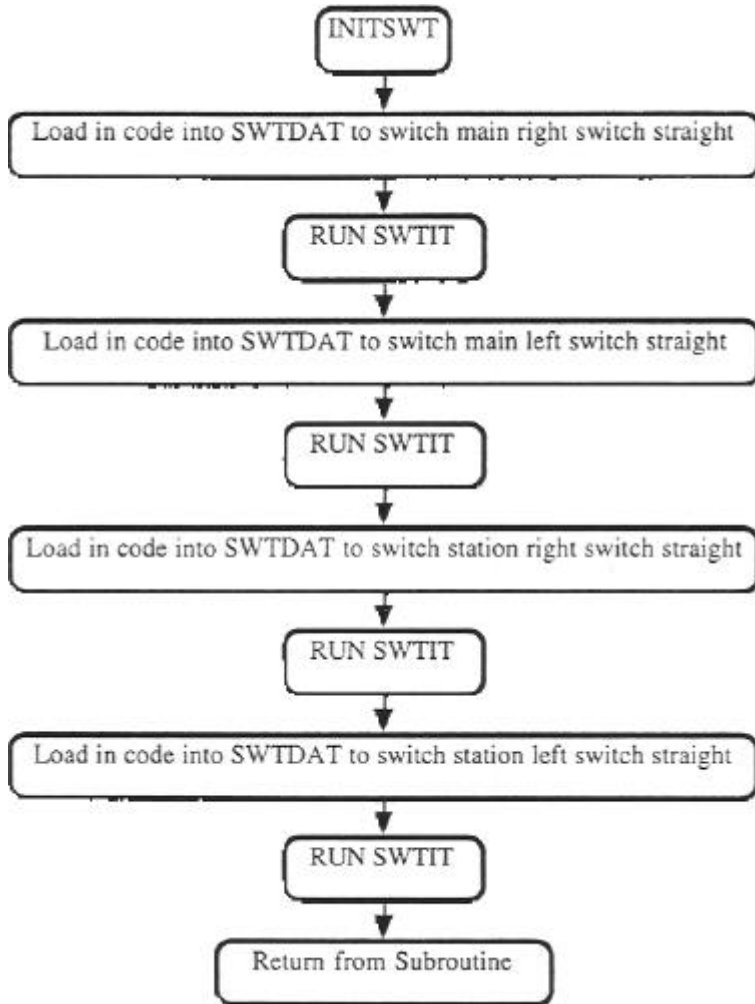 INITSWT
Load in code into SWTDAT to switch main right switch straight
RUN SWTIT
Load in code into SWTDAT to switch main left switch straight
RUN SWTIT
Load in code into SWTDAT to switch station right switch straight
RUN SWTIT
Load in code into SWTDAT to switch station left switch straight
RUN SWTIT
Return from Subroutine